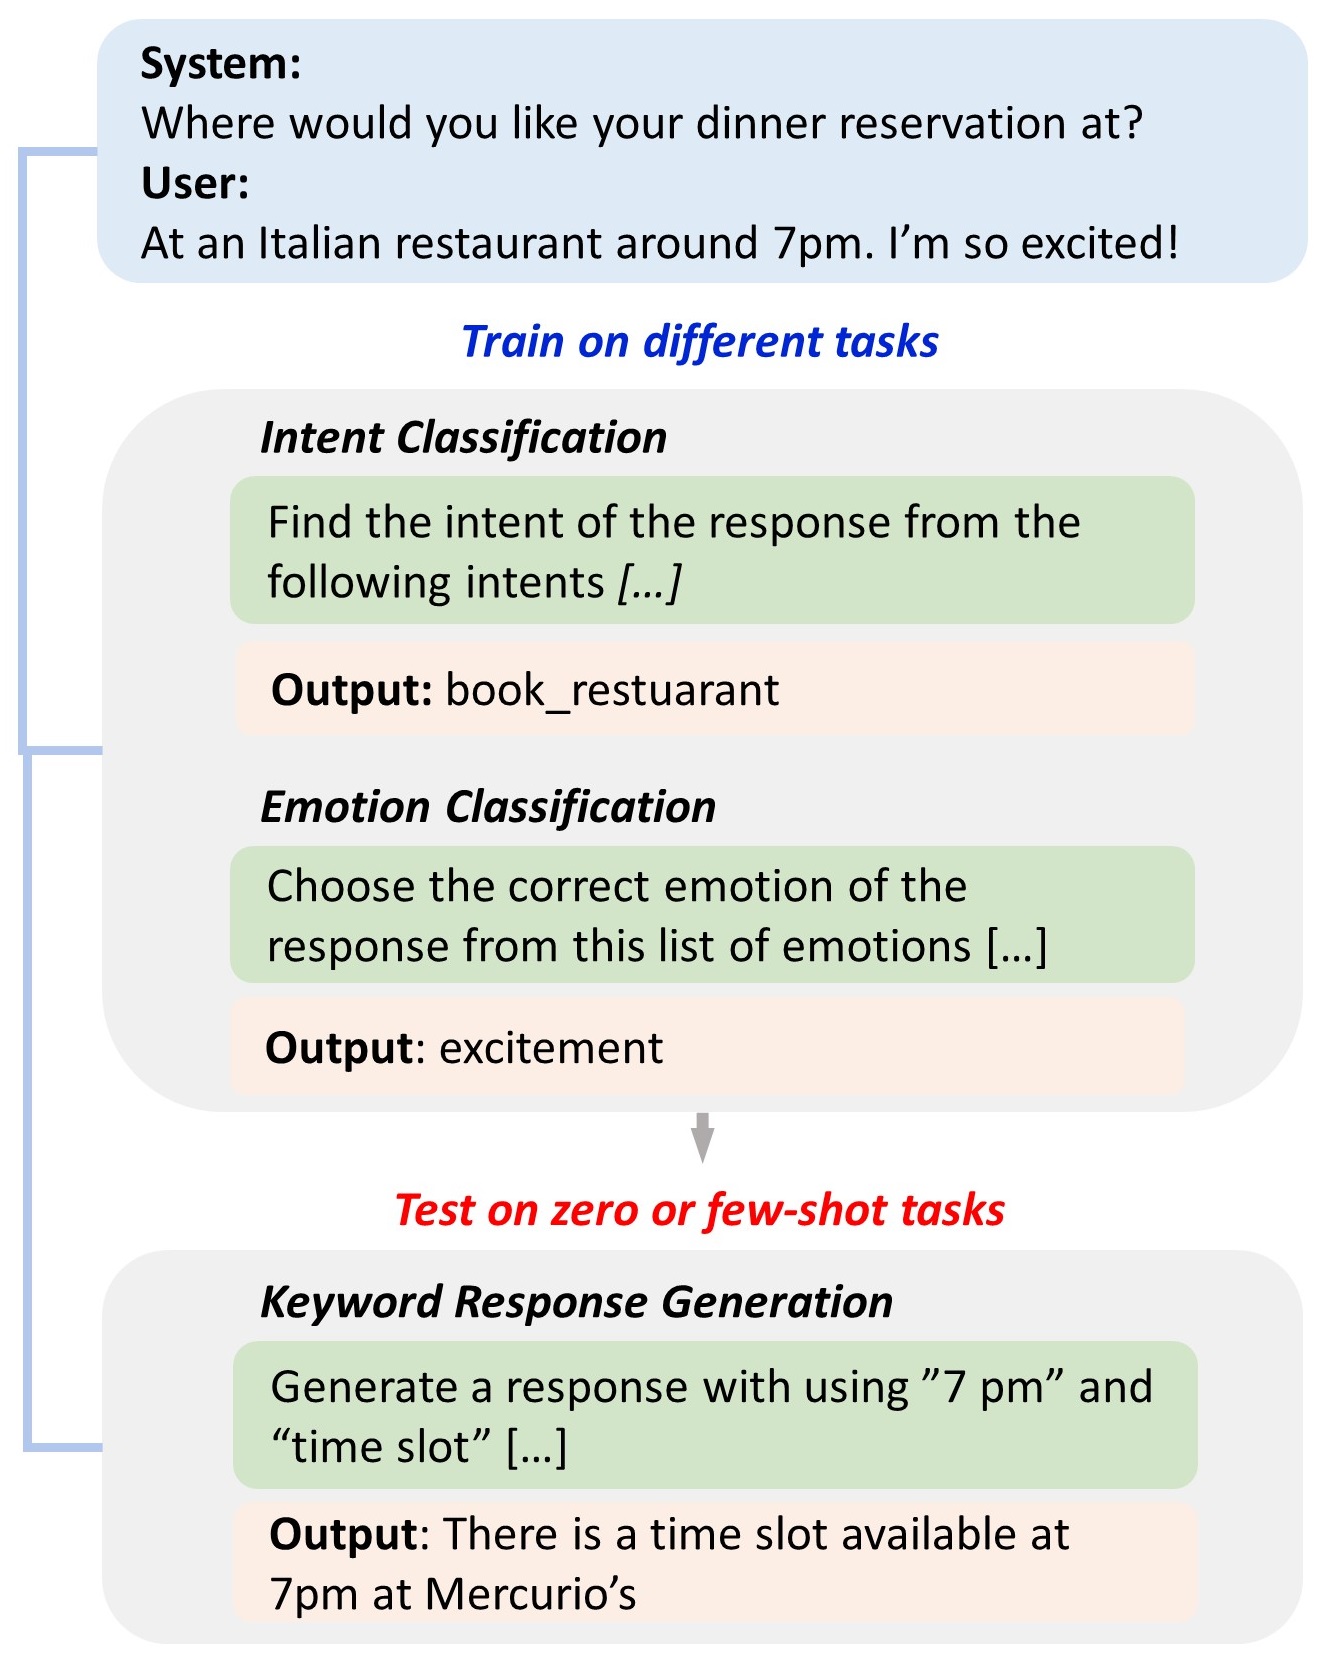 System:
Where would you like your dinner reservation at?
User:
At an Italian restaurant around 7pm. I’m so excited!
Train on different tasks
Intent Classification
Find the intent of the response from the
following intents [...]
Output: book_restuarant
Emotion Classification
Choose the correct emotion of the
response from this list of emotions [...]
Output: excitement
Test on zero or few-shot tasks
Keyword Response Generation
Generate a response with using ”7 pm” and
“time slot” [...]
Output: There is a time slot available at
7pm at Mercurio’s